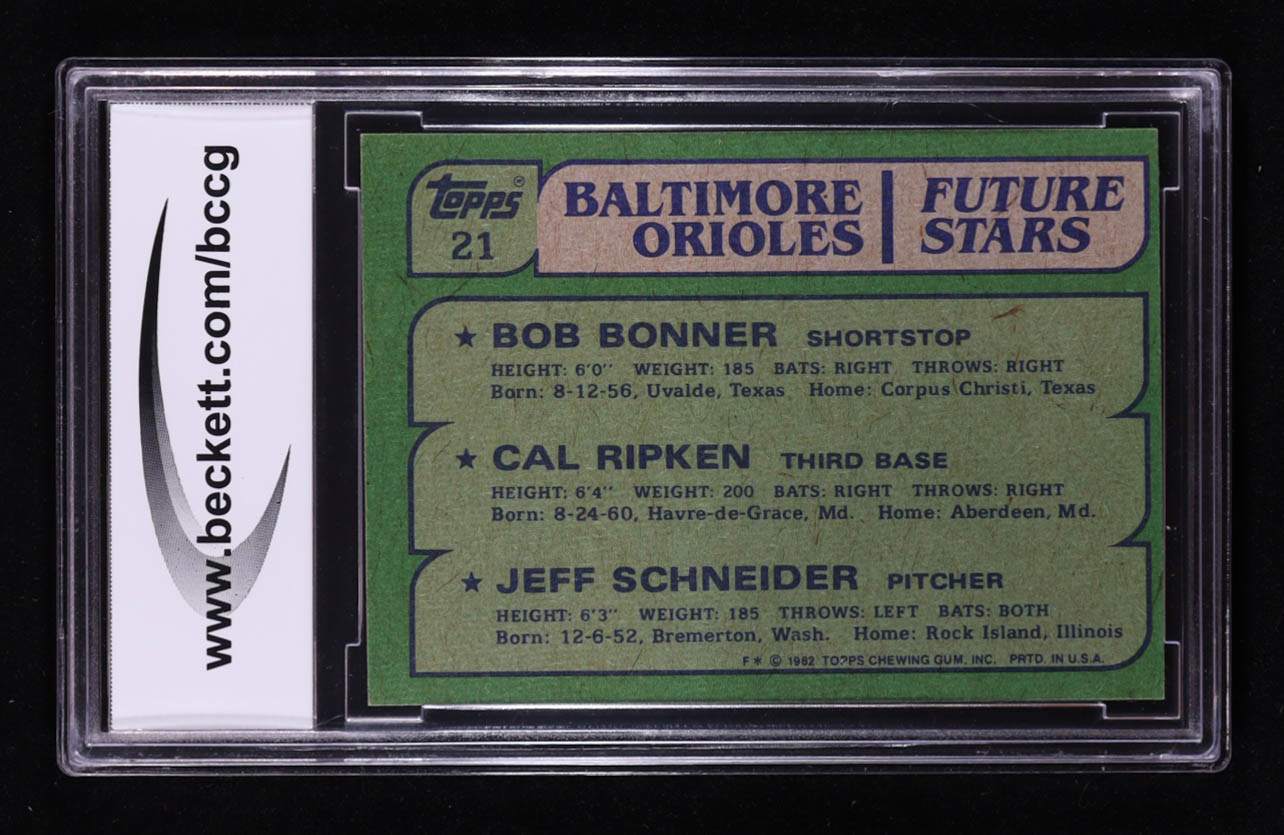 www.beckett.com/bccg
topps®
21
BALTIMORE
ORIOLES
FUTURE
STARS
★ BOB BONNER SHORTSTOP
HEIGHT: 6'0" WEIGHT: 185 BATS: RIGHT THROWS: RIGHT
Born: 8-12-56, Uvalde, Texas Home: Corpus Christi, Texas
★ CAL RIPKEN THIRD BASE
HEIGHT: 6'4" WEIGHT: 200 BATS: RIGHT THROWS: RIGHT
Born: 8-24-60, Havre-de-Grace, Md. Home: Aberdeen, Md.
★ JEFF SCHNEIDER PITCHER
HEIGHT: 6'3" WEIGHT: 185 THROWS: LEFT BATS: BOTH
Born: 12-6-52, Bremerton, Wash. Home: Rock Island, Illinois
F* © 1982 TOPPS CHEWING GUM, INC. PRTD. IN U.S.A.